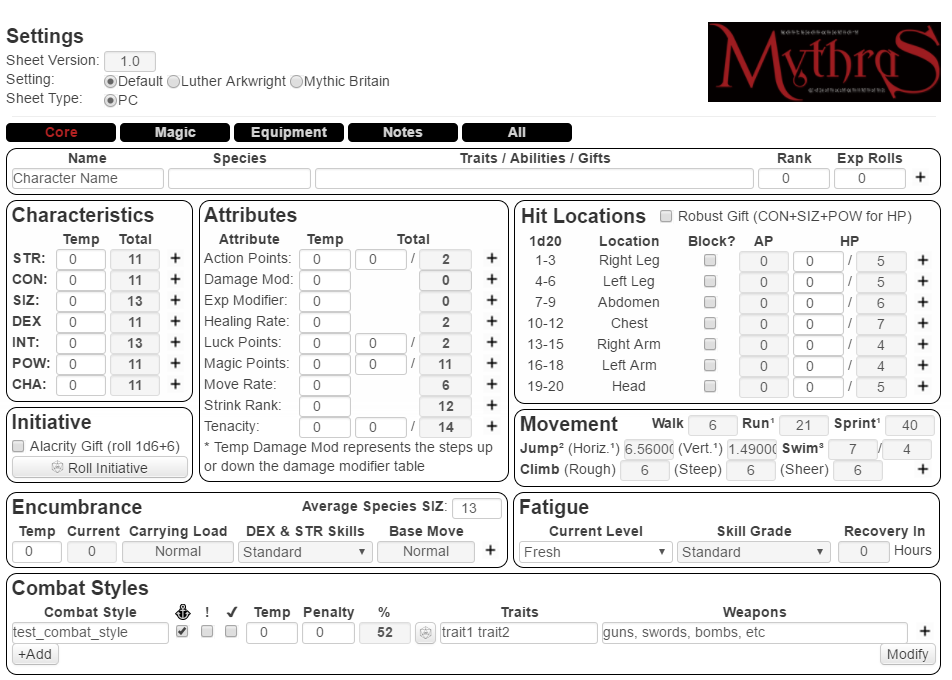 Settings
Sheet Version: 1.0
Setting: Default Luther Arkwright Mythic Britain
Sheet Type: PC
Mythras
Core Magic Equipment Notes All
Name Species Traits / Abilities / Gifts Rank Exp Rolls
Character Name 0 0 +
Characteristics
Temp Total
STR: 0 11 +
CON: 0 11 +
SIZ: 0 13 +
DEX 0 11 +
INT: 0 13 +
POW: 0 11 +
CHA: 0 11 +
Initiative
Alacrity Gift (roll 1d6+6)
Roll Initiative
Attributes
Attribute Temp Total
Action Points: 0 0 / 2 +
Damage Mod: 0 0 +
Exp Modifier: 0 0 +
Healing Rate: 0 2 +
Luck Points: 0 0 / 2 +
Magic Points: 0 0 / 11 +
Move Rate: 0 6 +
Strink Rank: 0 12 +
Tenacity: 0 0 / 14 +
* Temp Damage Mod represents the steps up
or down the damage modifier table
Hit Locations Robust Gift (CON+SIZ+POW for HP)
1d20 Location Block? AP HP
1-3 Right Leg 0 0 / 5 +
4-6 Left Leg 0 0 / 5 +
7-9 Abdomen 0 0 / 6 +
10-12 Chest 0 0 / 7 +
13-15 Right Arm 0 0 / 4 +
16-18 Left Arm 0 0 / 4 +
19-20 Head 0 0 / 5 +
Movement Walk 6 Run¹ 21 Sprint¹ 40
Jump² (Horiz.¹) 6.56000 (Vert.¹) 1.49000 Swim³ 7 / 4
Climb (Rough) 6 (Steep) 6 (Sheer) 6 +
Encumbrance Average Species SIZ: 13
Temp Current Carrying Load DEX & STR Skills Base Move
0 0 Normal Standard Normal +
Fatigue
Current Level Skill Grade Recovery In
Fresh Standard 0 Hours
Combat Styles
Combat Style ! ✓ Temp Penalty % Traits Weapons
test_combat_style 0 0 52 trait1 trait2 guns, swords, bombs, etc +
+Add Modify